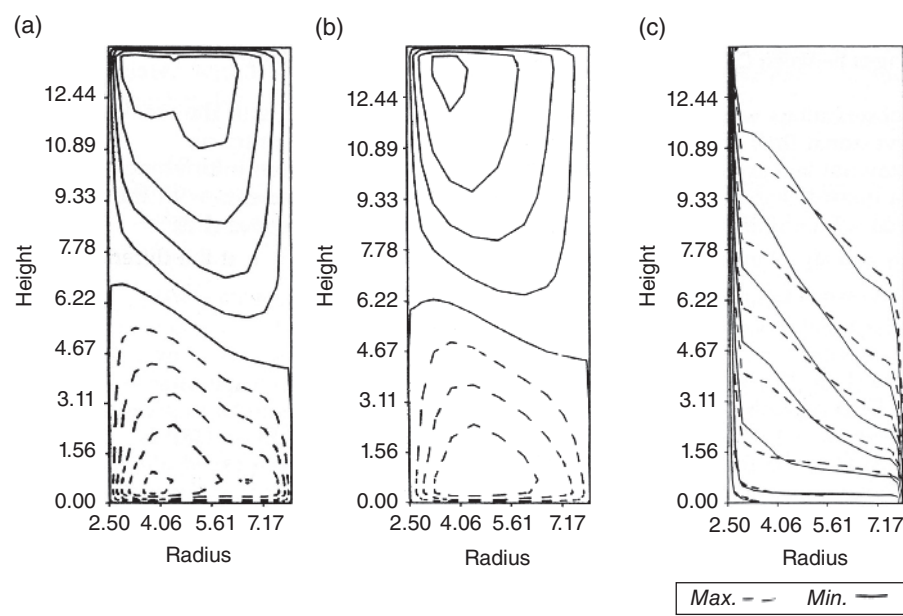 (a)
Height
12.44
10.89
9.33
7.78
6.22
4.67
3.11
1.56
0.00
2.50 4.06 5.61 7.17
Radius
(b)
Height
12.44
10.89
9.33
7.78
6.22
4.67
3.11
1.56
0.00
2.50 4.06 5.61 7.17
Radius
(c)
Height
12.44
10.89
9.33
7.78
6.22
4.67
3.11
1.56
0.00
2.50 4.06 5.61 7.17
Radius
Max. Min.